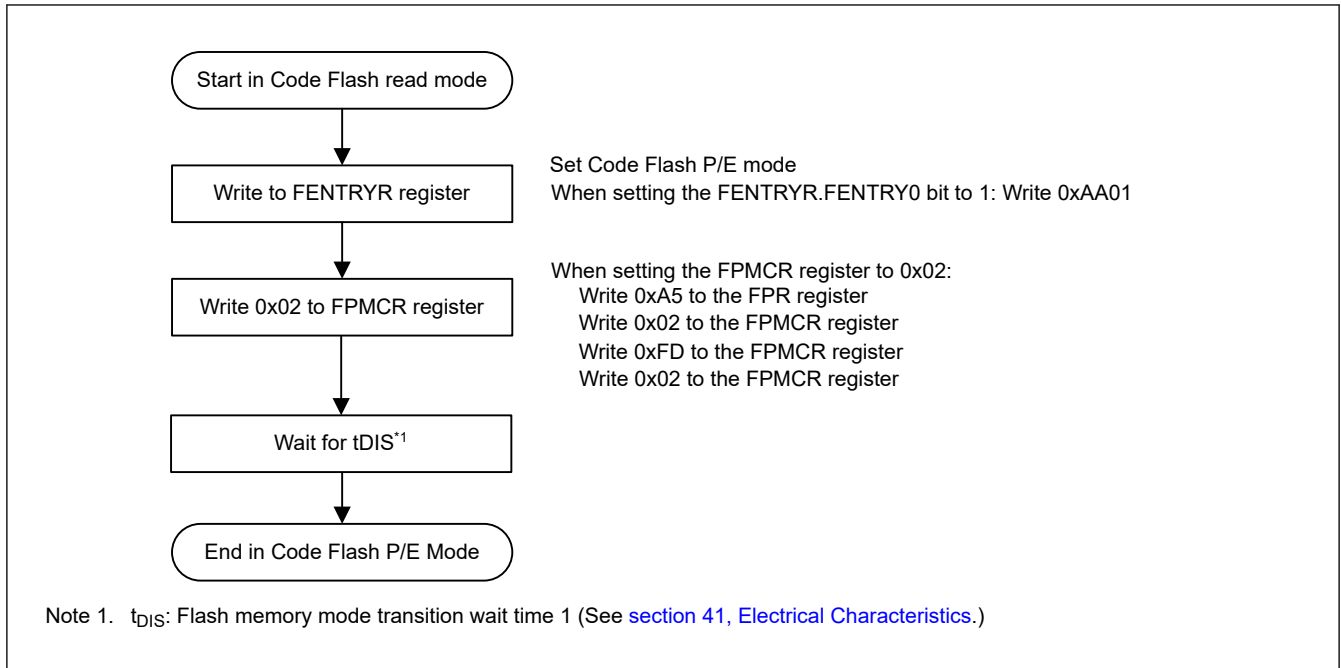 Start in Code Flash read mode
Write to FENTRYR register
Set Code Flash P/E mode
When setting the FENTRYR.FENTRY0 bit to 1: Write 0xAA01
Write 0x02 to FPMCR register
When setting the FPMCR register to 0x02:
Write 0xA5 to the FPR register
Write 0x02 to the FPMCR register
Write 0xFD to the FPMCR register
Write 0x02 to the FPMCR register
Wait for tDIS*1
End in Code Flash P/E Mode
Note 1. tDIS: Flash memory mode transition wait time 1 (See section 41, Electrical Characteristics.)